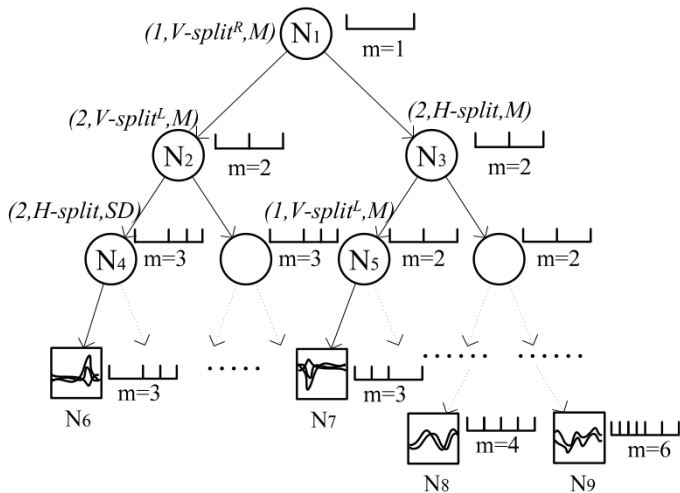 (1,V-split^R,M) N1 m=1
(2,V-split^L,M) (2,H-split,M)
N2 m=2 N3 m=2
(2,H-split,SD) (1,V-split^L,M)
N4 m=3 m=3 N5 m=2 m=2
m=3 m=3
N6 N7
m=4 m=6
N8 N9